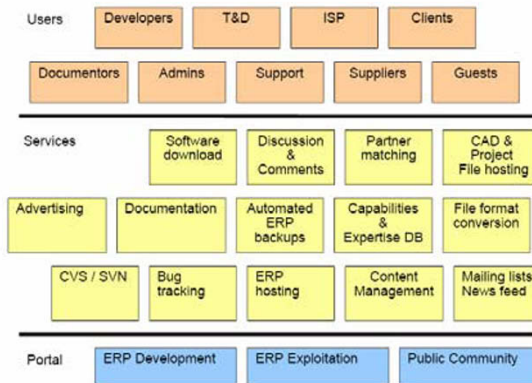 Users
Developers
T&D
ISP
Clients
Documentors
Admins
Support
Suppliers
Guests
Services
Software
download
Discussion
&
Comments
Partner
matching
CAD &
Project
File hosting
Advertising
Documentation
Automated
ERP
backups
Capabilities
&
Expertise DB
File format
conversion
CVS / SVN
Bug
tracking
ERP
hosting
Content
Management
Mailing lists
News feed
Portal
ERP Development
ERP Exploitation
Public Community